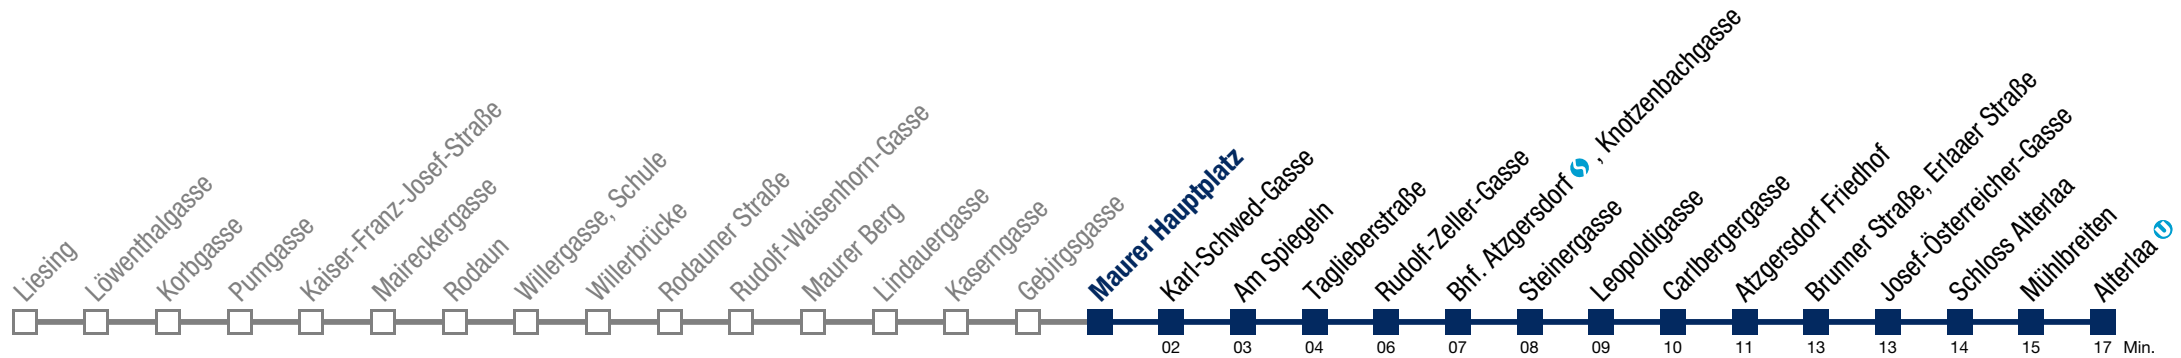 Liesing
Löwenthalgasse
Korbgasse
Purngasse
Kaiser-Franz-Josef-Straße
Maireckergasse
Rodaun
Willergasse, Schule
Willerbrücke
Rodauner Straße
Rudolf-Waisenhorn-Gasse
Maurer Berg
Lindauergasse
Kaserngasse
Gebirgsgasse
Maurer Hauptplatz
Karl-Schwed-Gasse
Am Spiegeln
Taglieberstraße
Rudolf-Zeller-Gasse
Bhf. Atzgersdorf S , Knotzenbachgasse
Steinergasse
Leopoldigasse
Carlbergergasse
Atzgersdorf Friedhof
Brunner Straße, Erlaaer Straße
Josef-Österreicher-Gasse
Schloss Alterlaa
Mühlbreiten
Alterlaa U
02 03 04 06 07 08 09 10 11 13 13 14 15 17 Min.